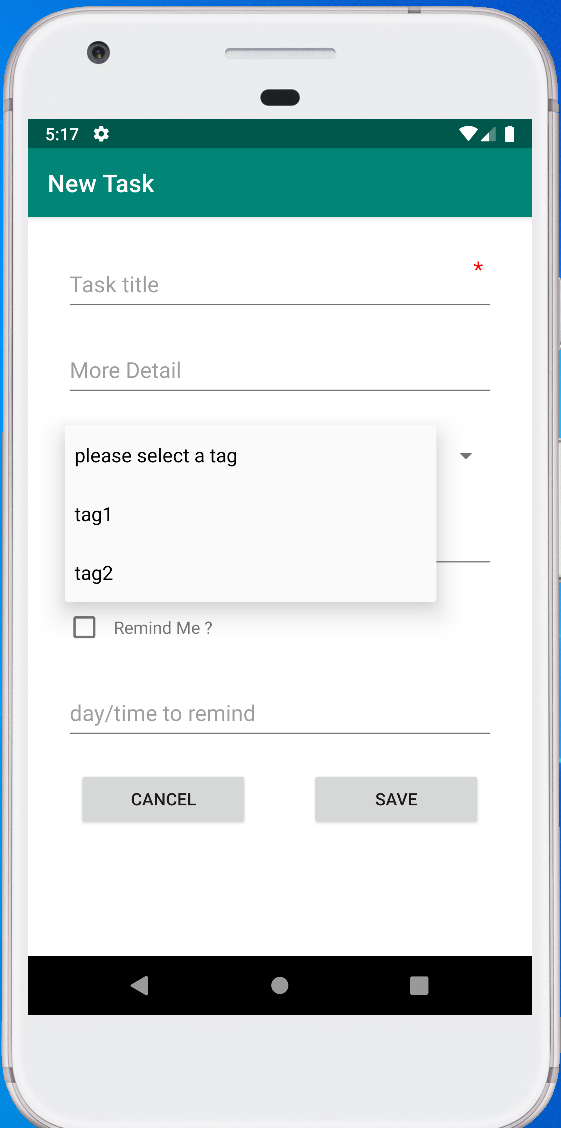 5:17
New Task
Task title *
More Detail
please select a tag
tag1
tag2
Remind Me ?
day/time to remind
CANCEL SAVE